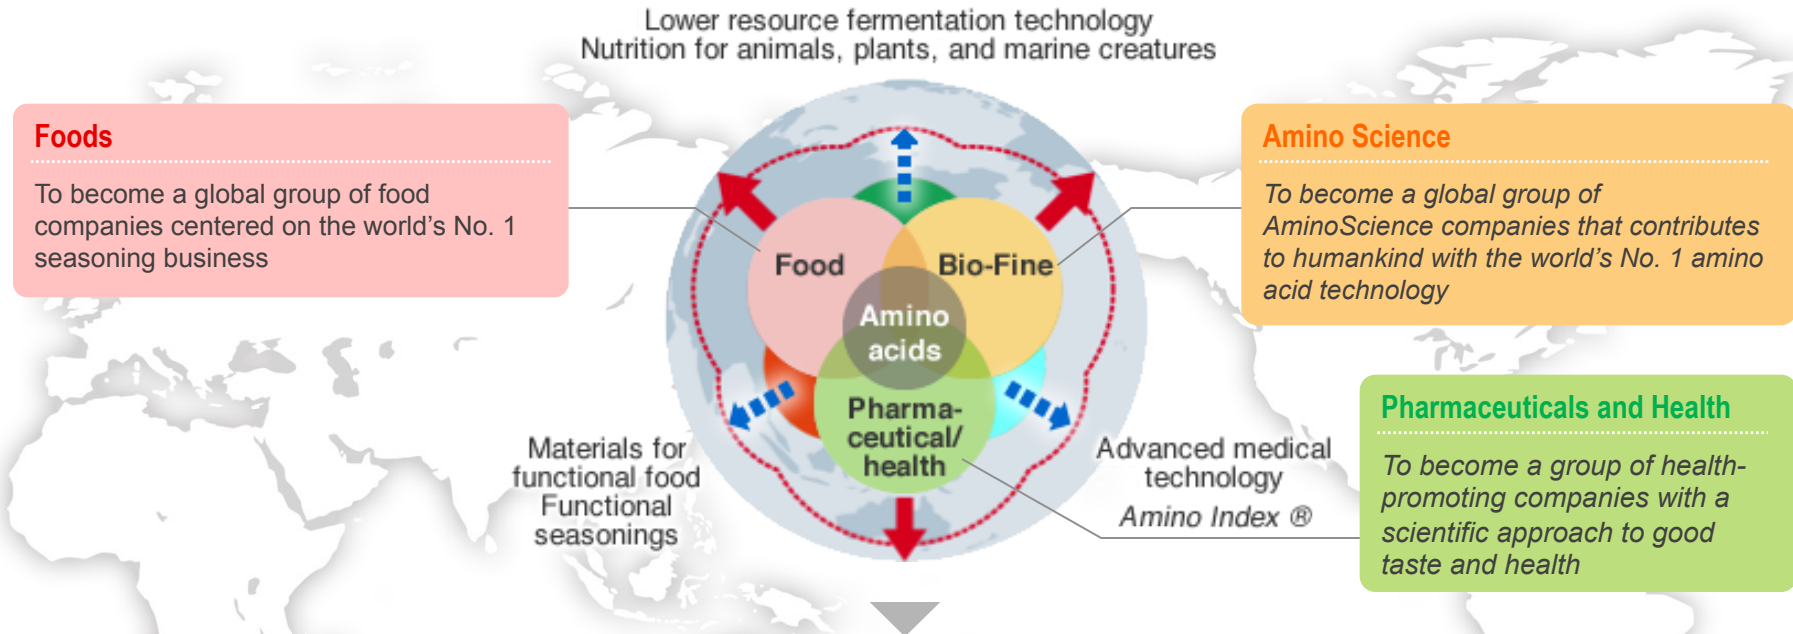 Lower resource fermentation technology
Nutrition for animals, plants, and marine creatures
Foods
To become a global group of food
companies centered on the world’s No. 1
seasoning business
Amino Science
To become a global group of
AminoScience companies that contributes
to humankind with the world’s No. 1 amino
acid technology
Food
Bio-Fine
Amino
acids
Pharma-
ceutical/
health
Materials for
functional food
Functional
seasonings
Advanced medical
technology
Amino Index ®
Pharmaceuticals and Health
To become a group of health-
promoting companies with a
scientific approach to good
taste and health